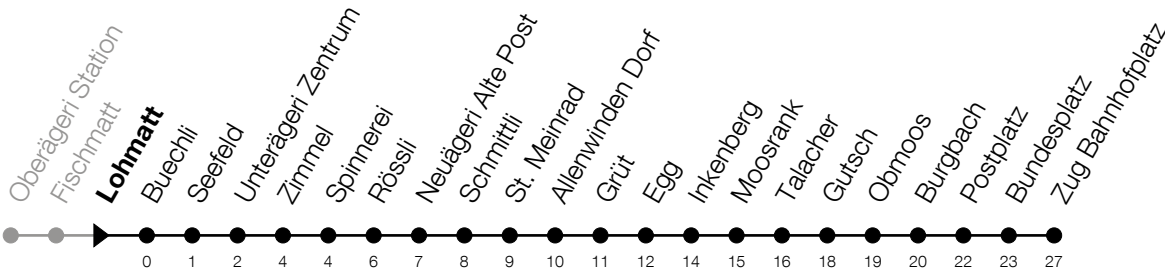 Oberägeri Station
Fischmatt
Lohmatt
Buechli
Seefeld
Unterägeri Zentrum
Zimmel
Spinnerei
Rössli
Neuägeri Alte Post
Schmittli
St. Meinrad
Allenwinden Dorf
Grüt
Egg
Inkenberg
Moosrank
Talacher
Gutsch
Obmoos
Burgbach
Postplatz
Bundesplatz
Zug Bahnhofplatz
0 1 2 4 4 6 7 8 9 10 11 12 14 15 16 18 19 20 22 23 27